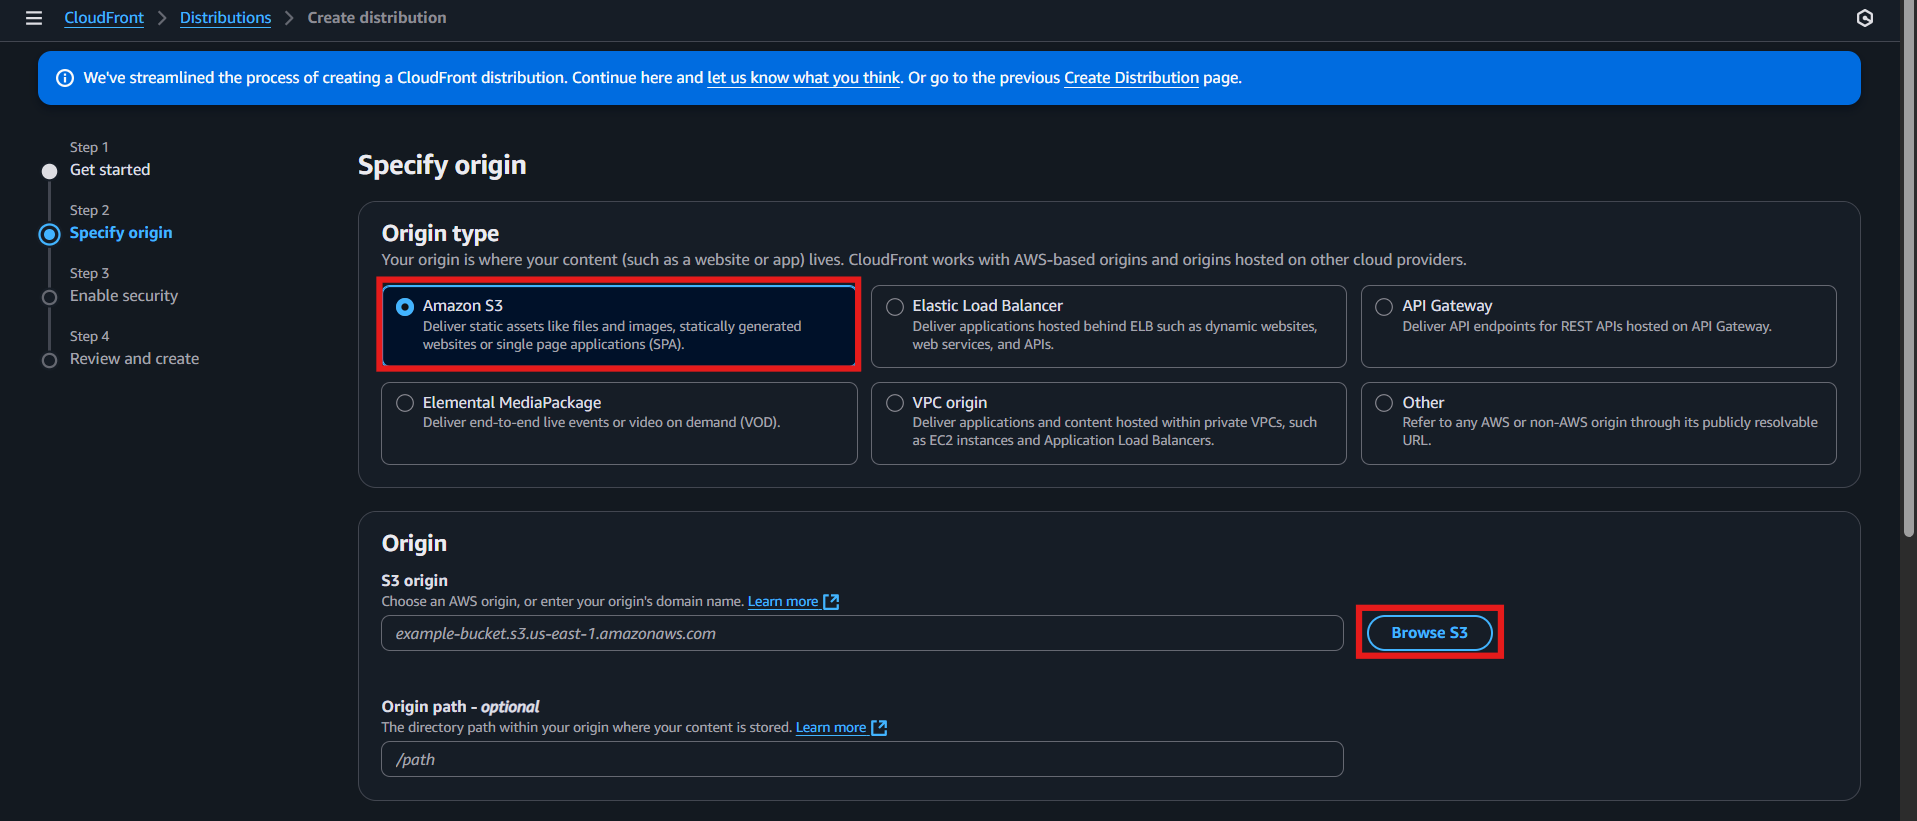 CloudFront > Distributions > Create distribution
We've streamlined the process of creating a CloudFront distribution. Continue here and let us know what you think. Or go to the previous Create Distribution page.
Step 1
Get started
Step 2
Specify origin
Step 3
Enable security
Step 4
Review and create
Specify origin
Origin type
Your origin is where your content (such as a website or app) lives. CloudFront works with AWS-based origins and origins hosted on other cloud providers.
Amazon S3
Deliver static assets like files and images, statically generated
websites or single page applications (SPA).
Elastic Load Balancer
Deliver applications hosted behind ELB such as dynamic websites,
web services, and APIs.
API Gateway
Deliver API endpoints for REST APIs hosted on API Gateway.
Elemental MediaPackage
Deliver end-to-end live events or video on demand (VOD).
VPC origin
Deliver applications and content hosted within private VPCs, such
as EC2 instances and Application Load Balancers.
Other
Refer to any AWS or non-AWS origin through its publicly resolvable
URL.
Origin
S3 origin
Choose an AWS origin, or enter your origin's domain name. Learn more
example-bucket.s3.us-east-1.amazonaws.com
Browse S3
Origin path - optional
The directory path within your origin where your content is stored. Learn more
/path